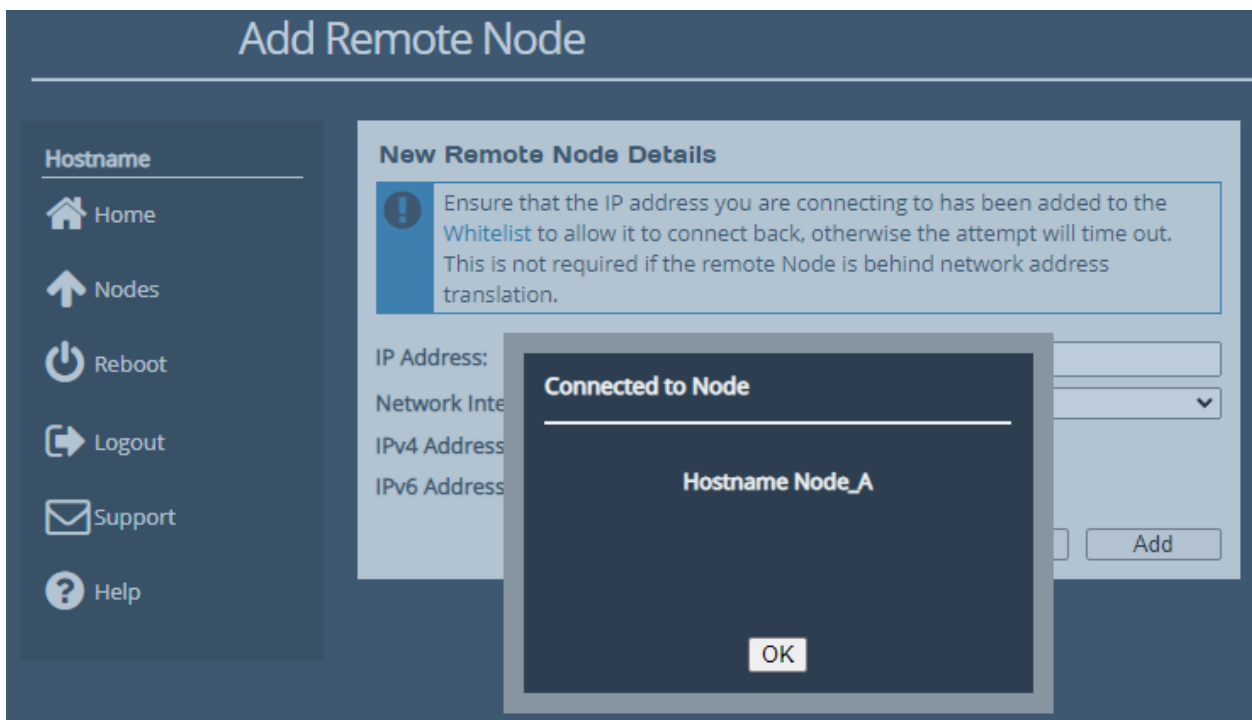 Add Remote Node
Hostname
Home
Nodes
Reboot
Logout
Support
Help
New Remote Node Details
Ensure that the IP address you are connecting to has been added to the
Whitelist to allow it to connect back, otherwise the attempt will time out.
This is not required if the remote Node is behind network address
translation.
IP Address:
Network Inte
IPv4 Address
IPv6 Address
Add
Connected to Node
Hostname Node_A
OK